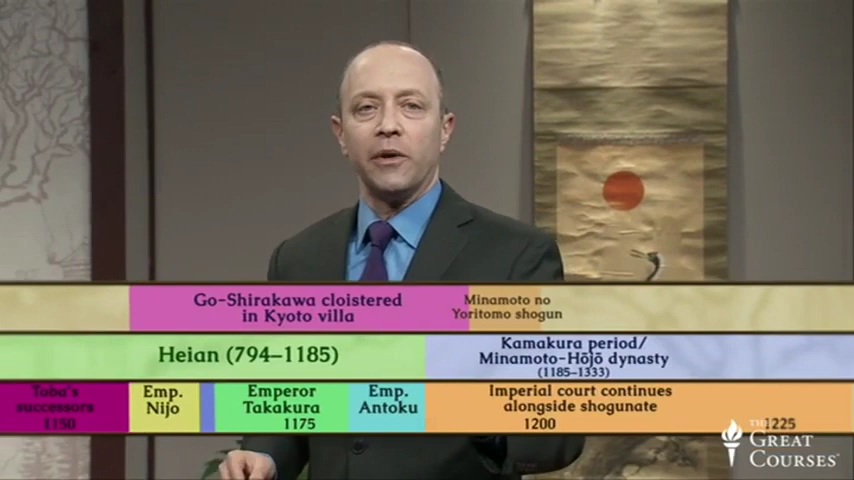 Go-Shirakawa cloistered
in Kyoto villa
Minamoto no
Yoritomo shogun
Heian (794–1185)
Kamakura period/
Minamoto-Hōjō dynasty
(1185–1333)
Toba's
successors
1150
Emp.
Nijo
Emperor
Takakura
1175
Emp.
Antoku
Imperial court continues
alongside shogunate
1200
1225
THE
GREAT
COURSES